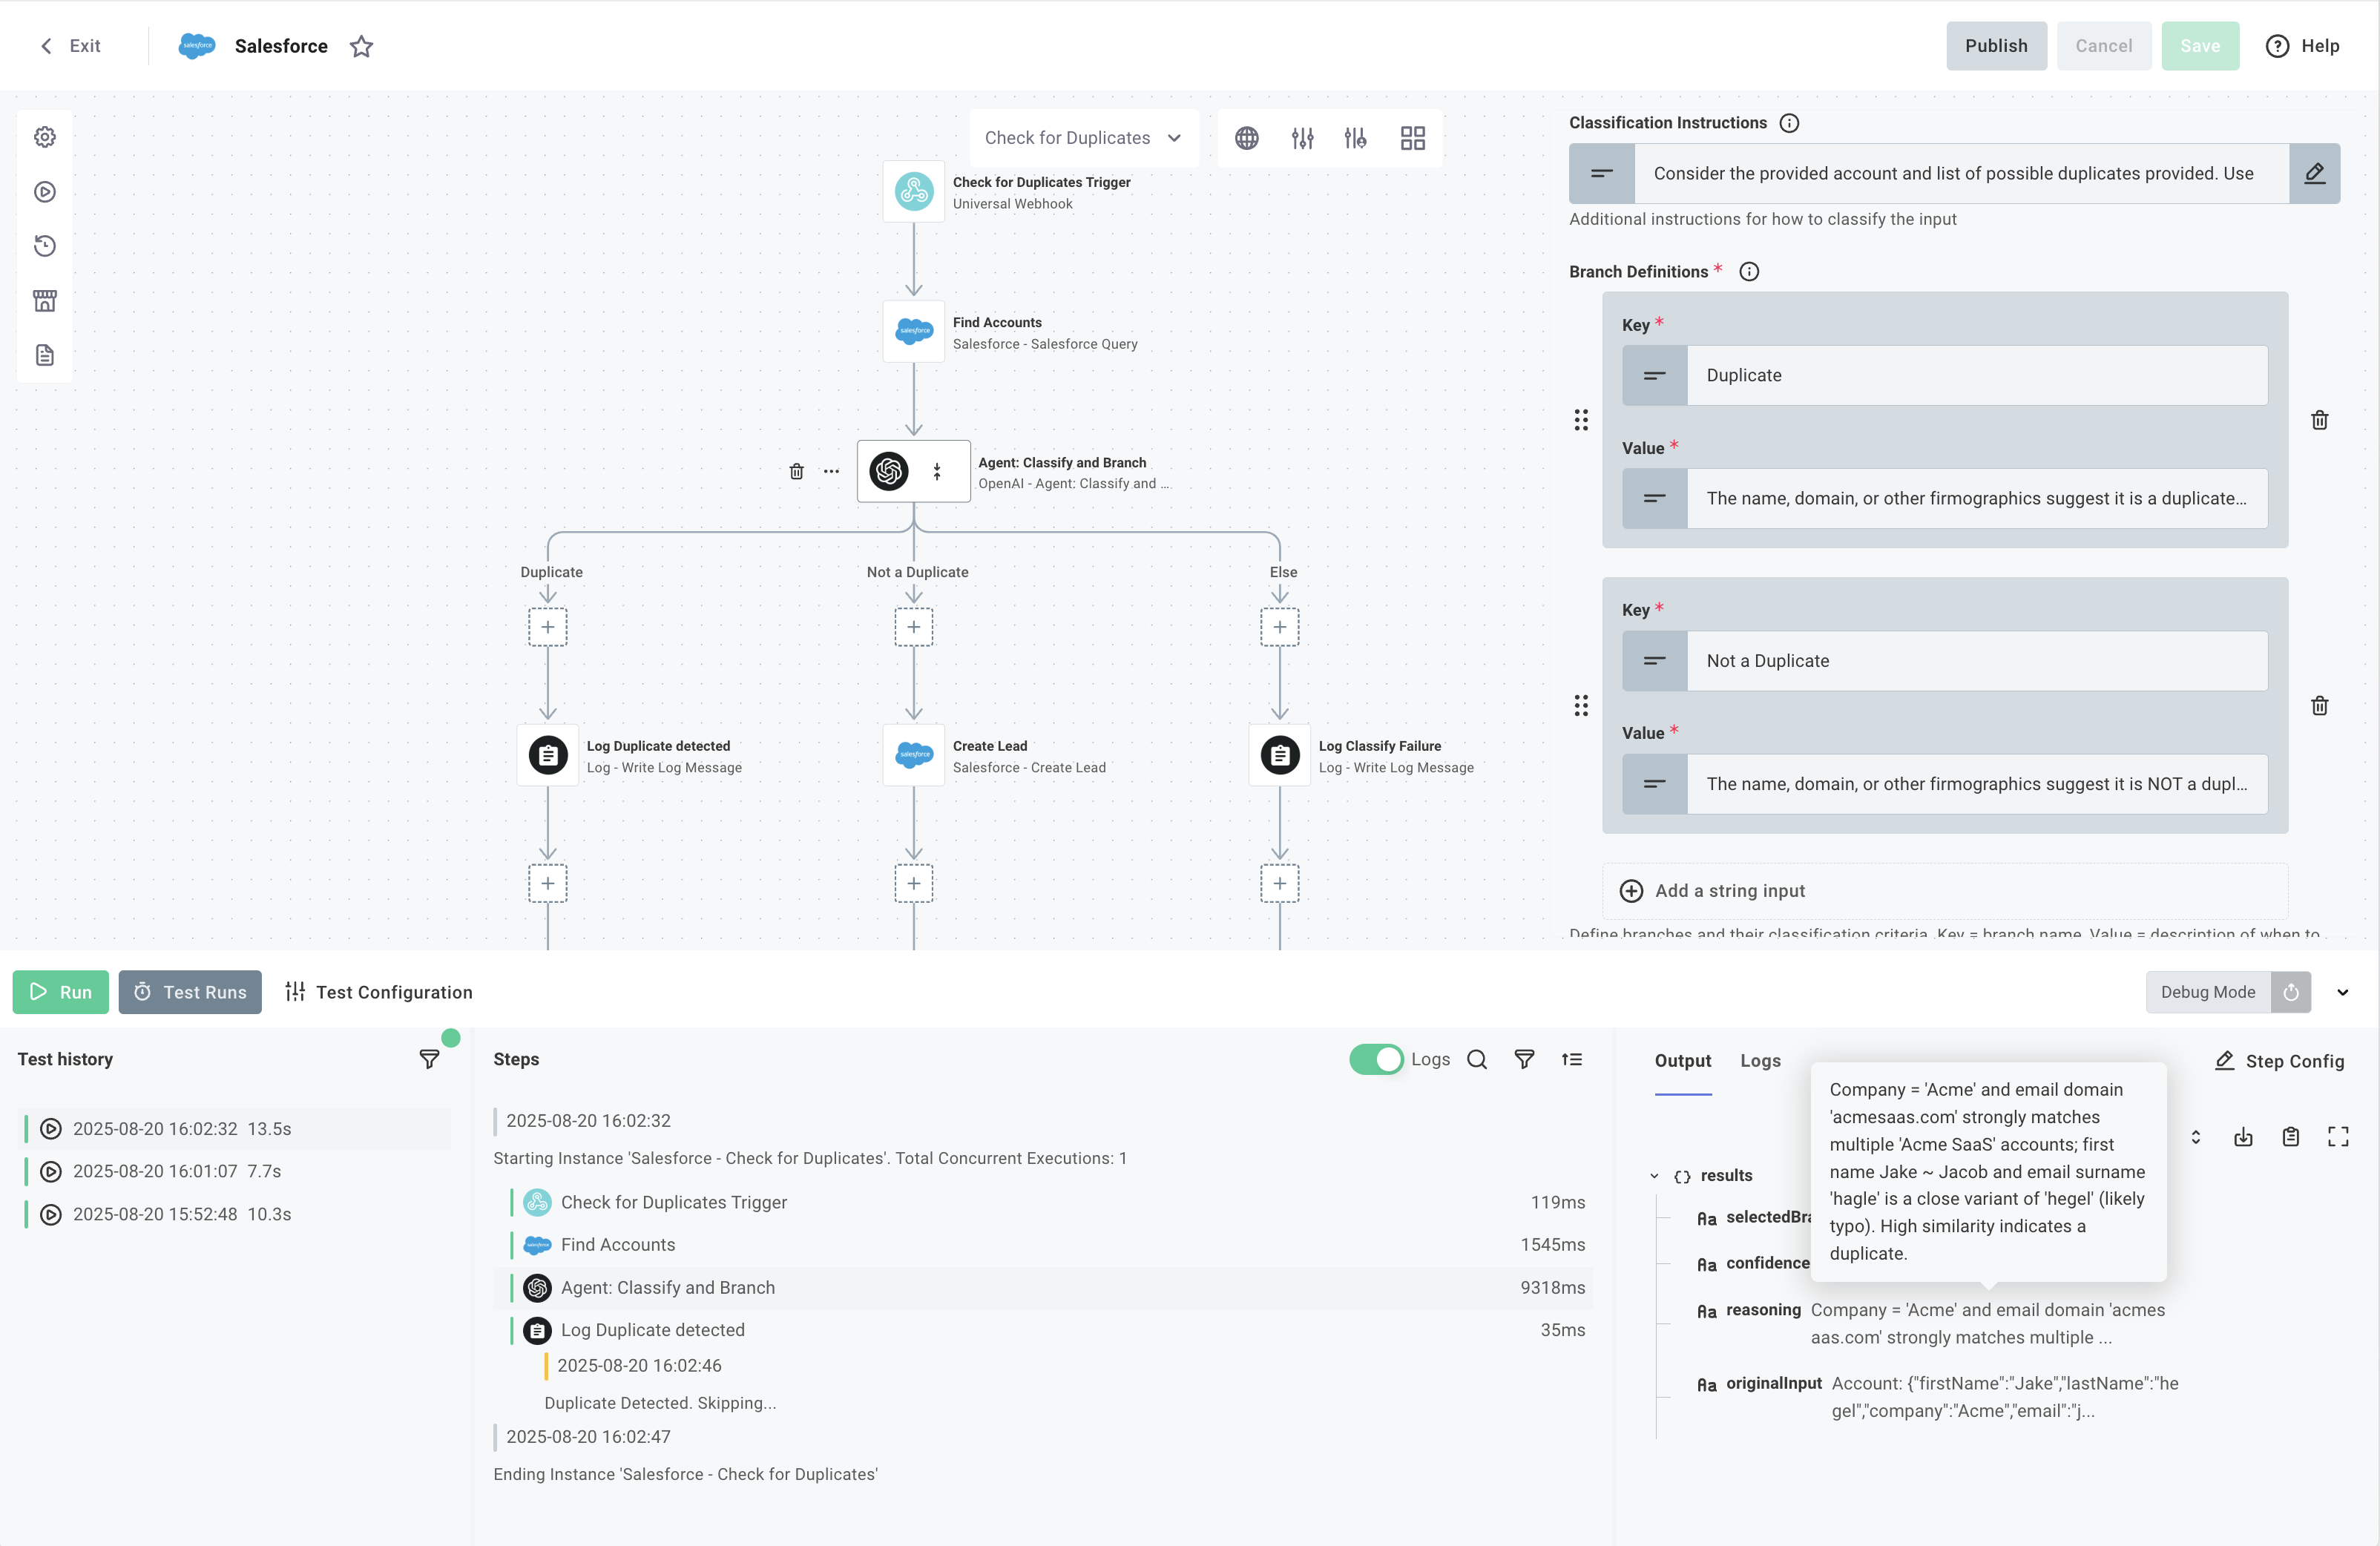 Exit
salesforce
Salesforce
Publish
Cancel
Save
Help
Check for Duplicates
Check for Duplicates Trigger
Universal Webhook
salesforce
Find Accounts
Salesforce - Salesforce Query
Agent: Classify and Branch
OpenAI - Agent: Classify and ...
Duplicate
Not a Duplicate
Else
Log Duplicate detected
Log - Write Log Message
salesforce
Create Lead
Salesforce - Create Lead
Log Classify Failure
Log - Write Log Message
Classification Instructions
Consider the provided account and list of possible duplicates provided. Use
Additional instructions for how to classify the input
Branch Definitions *
Key *
Duplicate
Value *
The name, domain, or other firmographics suggest it is a duplicate...
Key *
Not a Duplicate
Value *
The name, domain, or other firmographics suggest it is NOT a dupl...
Add a string input
Define branches and their classification criteria. Key = branch name, Value = description of when to
Run
Test Runs
Test Configuration
Debug Mode
Test history
2025-08-20 16:02:32 13.5s
2025-08-20 16:01:07 7.7s
2025-08-20 15:52:48 10.3s
Steps
Logs
2025-08-20 16:02:32
Starting Instance 'Salesforce - Check for Duplicates'. Total Concurrent Executions: 1
Check for Duplicates Trigger
119ms
Find Accounts
1545ms
Agent: Classify and Branch
9318ms
Log Duplicate detected
35ms
2025-08-20 16:02:46
Duplicate Detected. Skipping...
2025-08-20 16:02:47
Ending Instance 'Salesforce - Check for Duplicates'
Output
Logs
Step Config
Company = 'Acme' and email domain
'acmesaas.com' strongly matches
multiple 'Acme SaaS' accounts; first
name Jake ~ Jacob and email surname
'hagle' is a close variant of 'hegel' (likely
typo). High similarity indicates a
duplicate.
{} results
Aa selectedBra
Aa confidence
Aa reasoning Company = 'Acme' and email domain 'acmes
aas.com' strongly matches multiple ...
Aa originalInput Account: {"firstName":"Jake","lastName":"he
gel","company":"Acme","email":"j...